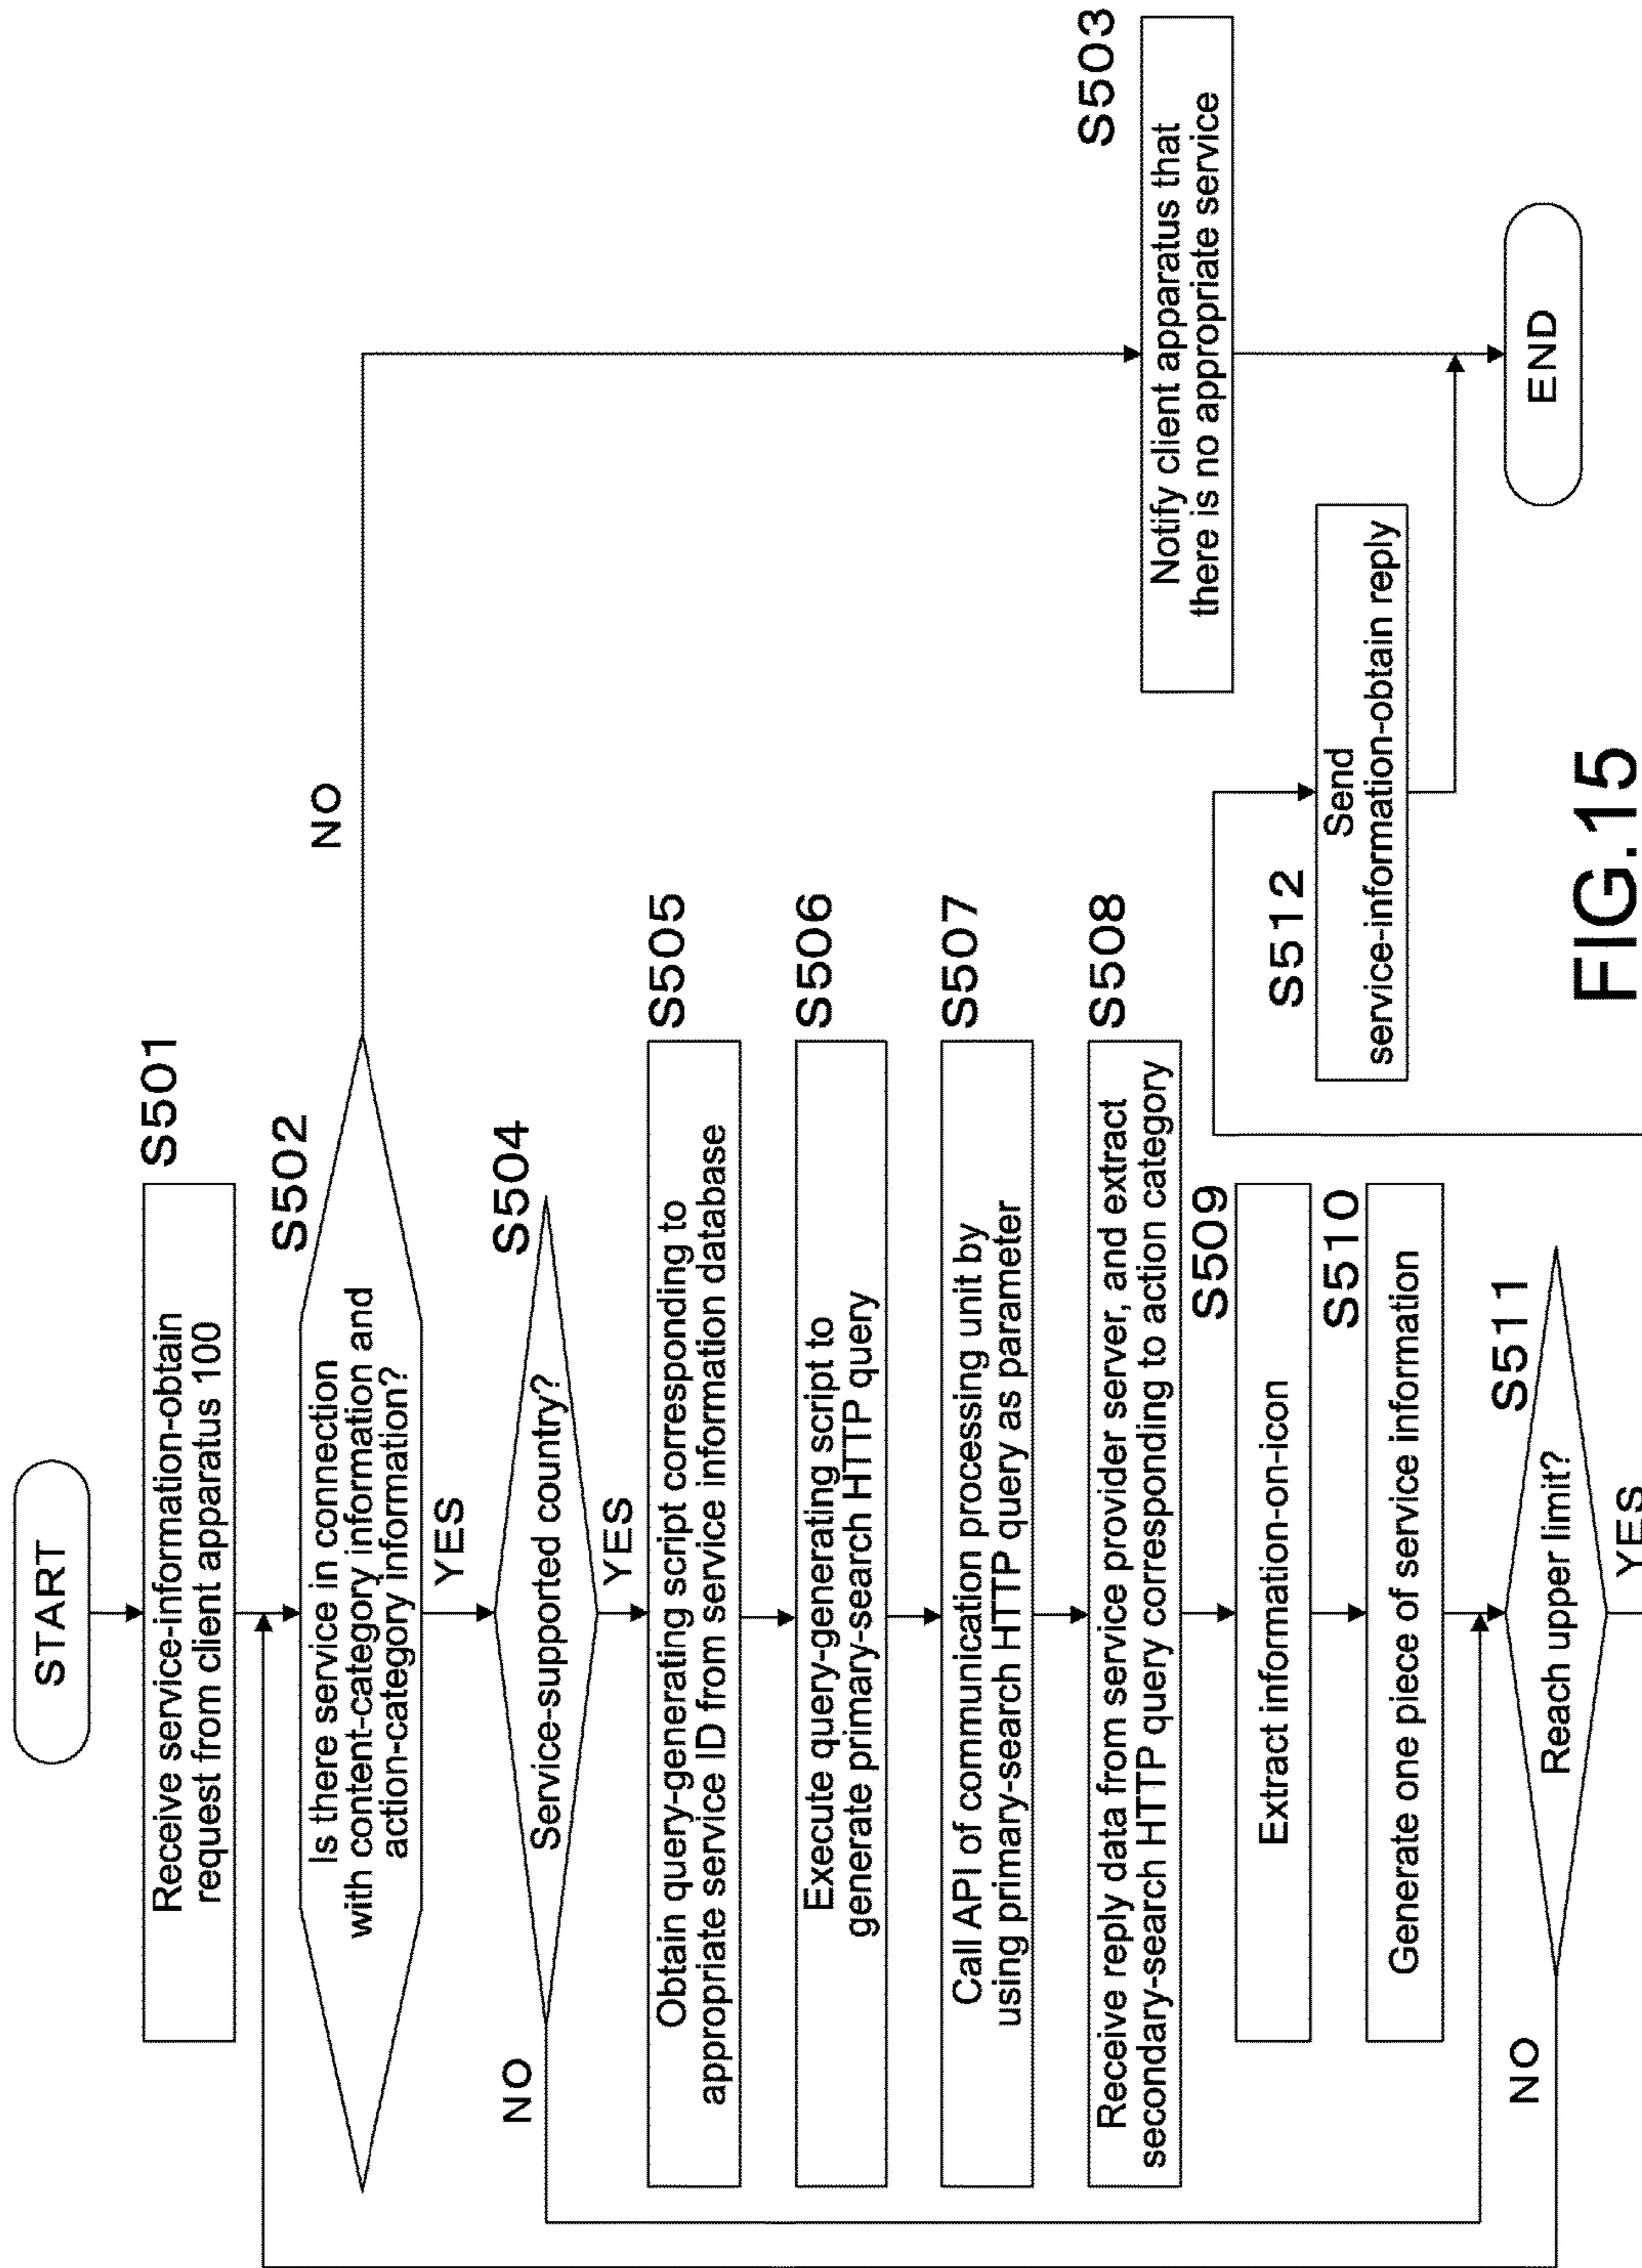 START
S501
Receive service-information-obtain
request from client apparatus 100
S502
Is there service in connection
with content-category information and
action-category information?
NO
YES
S504
Service-supported country?
NO
YES
S505
Obtain query-generating script corresponding to
appropriate service ID from service information database
S506
Execute query-generating script to
generate primary-search HTTP query
S507
Call API of communication processing unit by
using primary-search HTTP query as parameter
S508
Receive reply data from service provider server, and extract
secondary-search HTTP query corresponding to action category
S509
Extract information-on-icon
S510
Generate one piece of service information
S511
Reach upper limit?
NO
YES
S512
Send
service-information-obtain reply
S503
Notify client apparatus that
there is no appropriate service
END
FIG.15